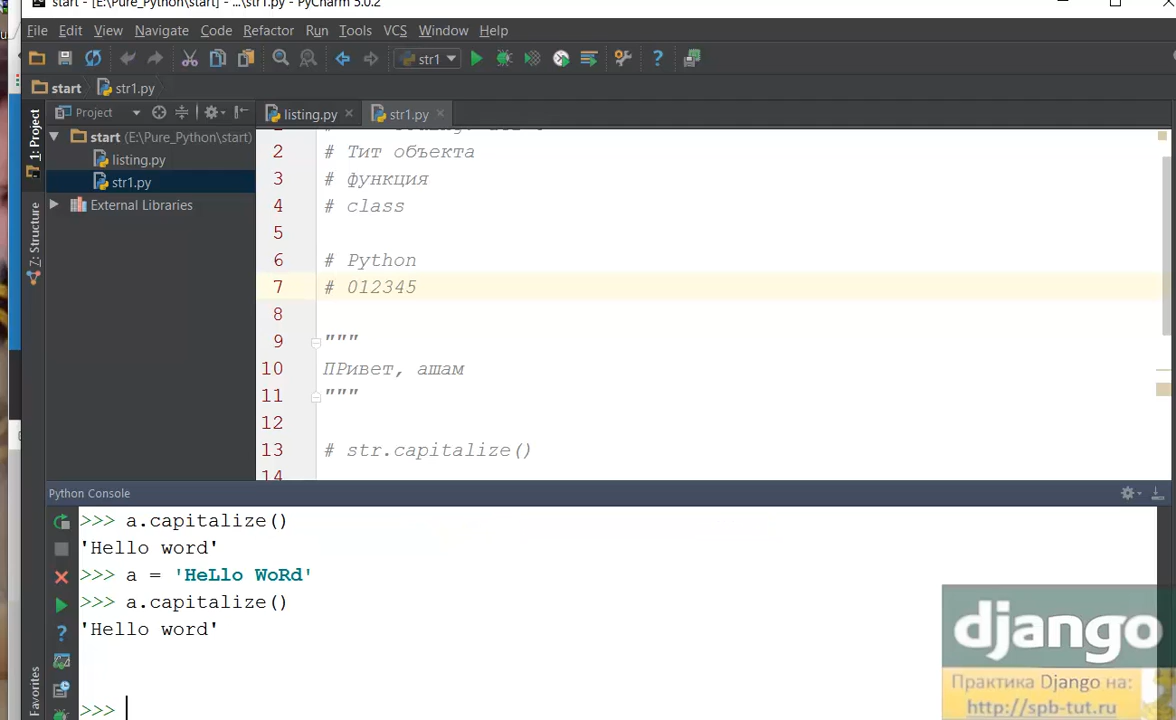 start - [E:\Pure_Python\start] - ...\str1.py - PyCharm 5.0.2
File Edit View Navigate Code Refactor Run Tools VCS Window Help
str1
start str1.py
1: Project
Project
listing.py str1.py
start (E:\Pure_Python\start)
listing.py
str1.py
External Libraries
Z: Structure
2 # Тит объекта
3 # функция
4 # class
5
6 # Python
7 # 012345
8
9 """
10 ПРивет, ашам
11 """
12
13 # str.capitalize()
14
Python Console
>>> a.capitalize()
'Hello word'
>>> a = 'HeLlo WoRd'
>>> a.capitalize()
'Hello word'
>>>
Favorites
django
Практика Django на:
http://spb-tut.ru